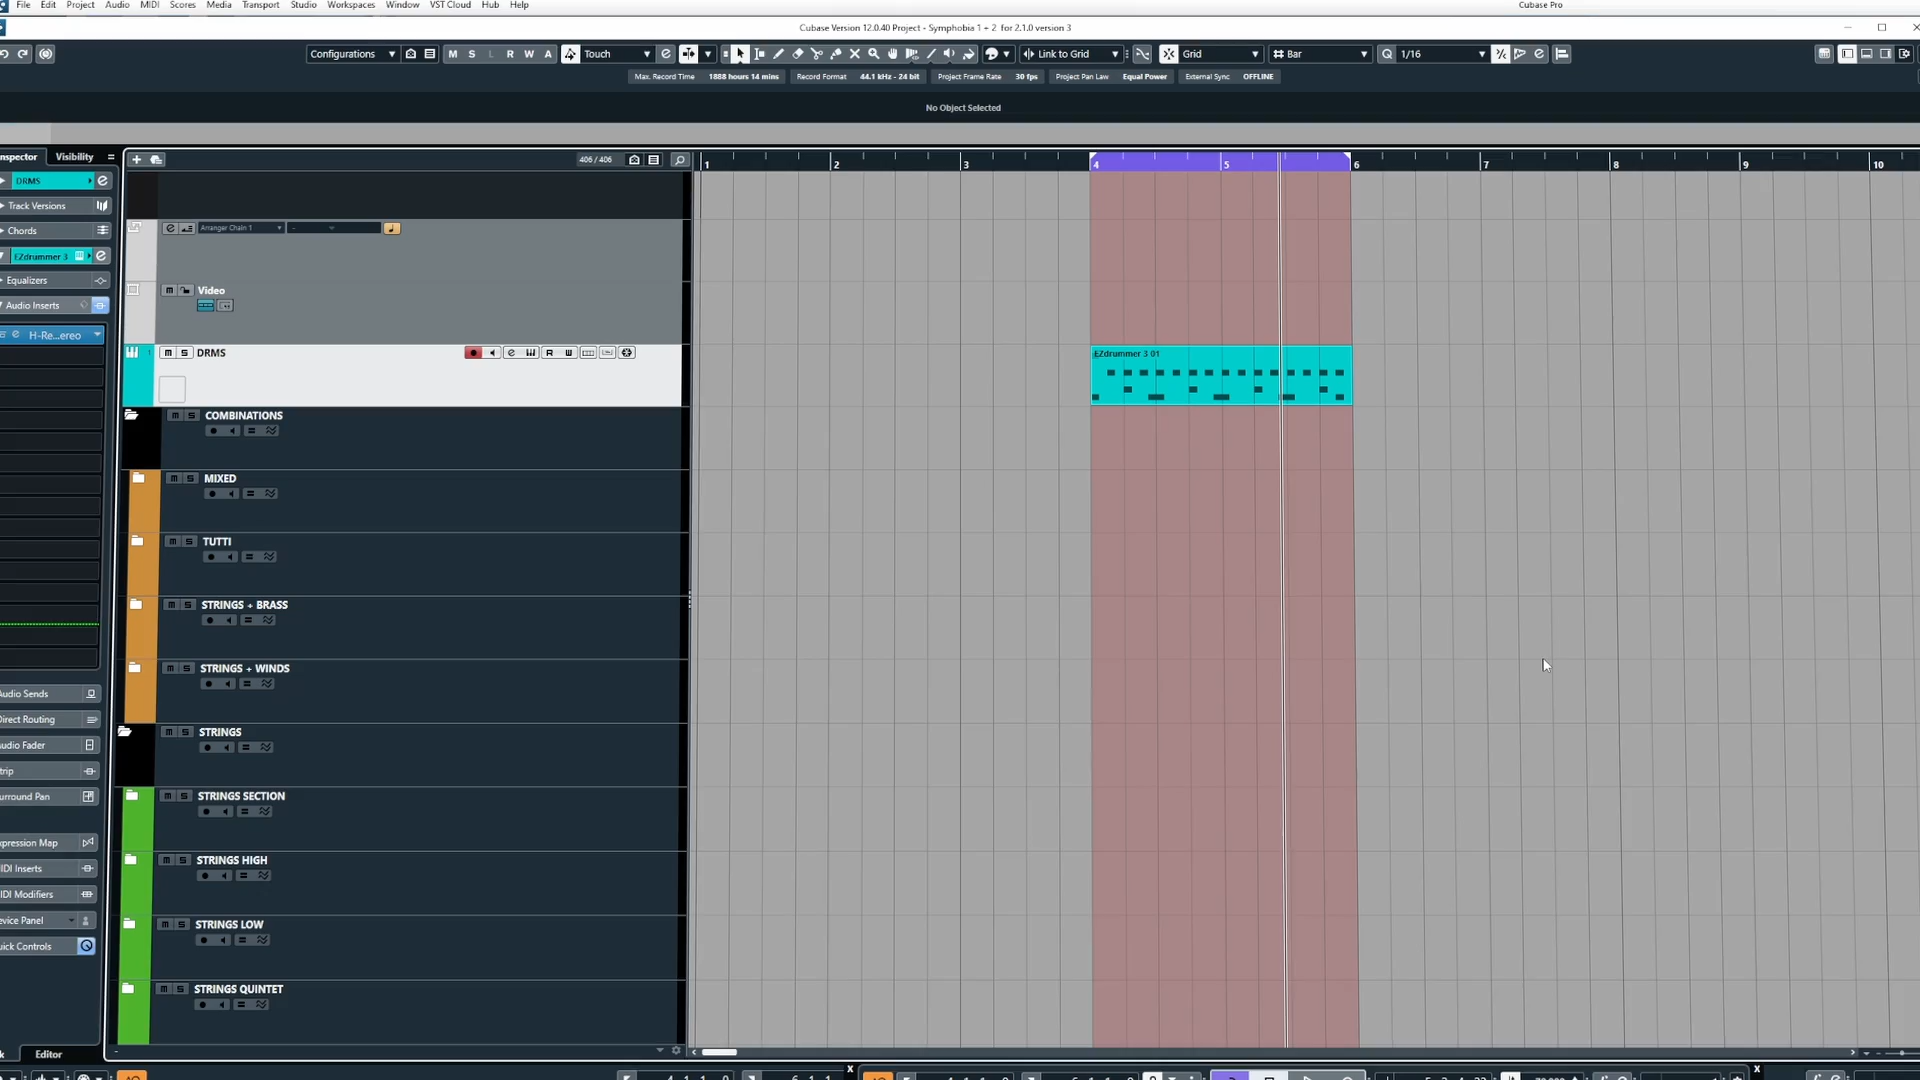 File Edit Project Audio MIDI Scores Media Transport Studio Workspaces Window VST Cloud Hub Help
Cubase Pro
Cubase Version 12.0.40 Project - Symphobia 1 + 2 for 2.1.0 version 3
Configurations M S L R W A Touch Link to Grid Grid Bar Q 1/16
Max. Record Time 1888 hours 14 mins Record Format 44.1 kHz - 24 bit Project Frame Rate 30 fps Project Pan Law Equal Power External Sync OFFLINE
No Object Selected
nspector Visibility 406 / 406
1 2 3 4 5 6 7 8 9 10
DRMS
Track Versions
Chords
EZdrummer 3
Equalizers
Audio Inserts
H-Re...ereo
Arranger Chain 1
m Video
m S DRMS R W
EZdrummer 3 01
m S COMBINATIONS
m S MIXED
m S TUTTI
m S STRINGS + BRASS
m S STRINGS + WINDS
m S STRINGS
m S STRINGS SECTION
m S STRINGS HIGH
m S STRINGS LOW
m S STRINGS QUINTET
Audio Sends
Direct Routing
udio Fader
trip
urround Pan
xpression Map
IDI Inserts
IDI Modifiers
evice Panel
uick Controls
k Editor